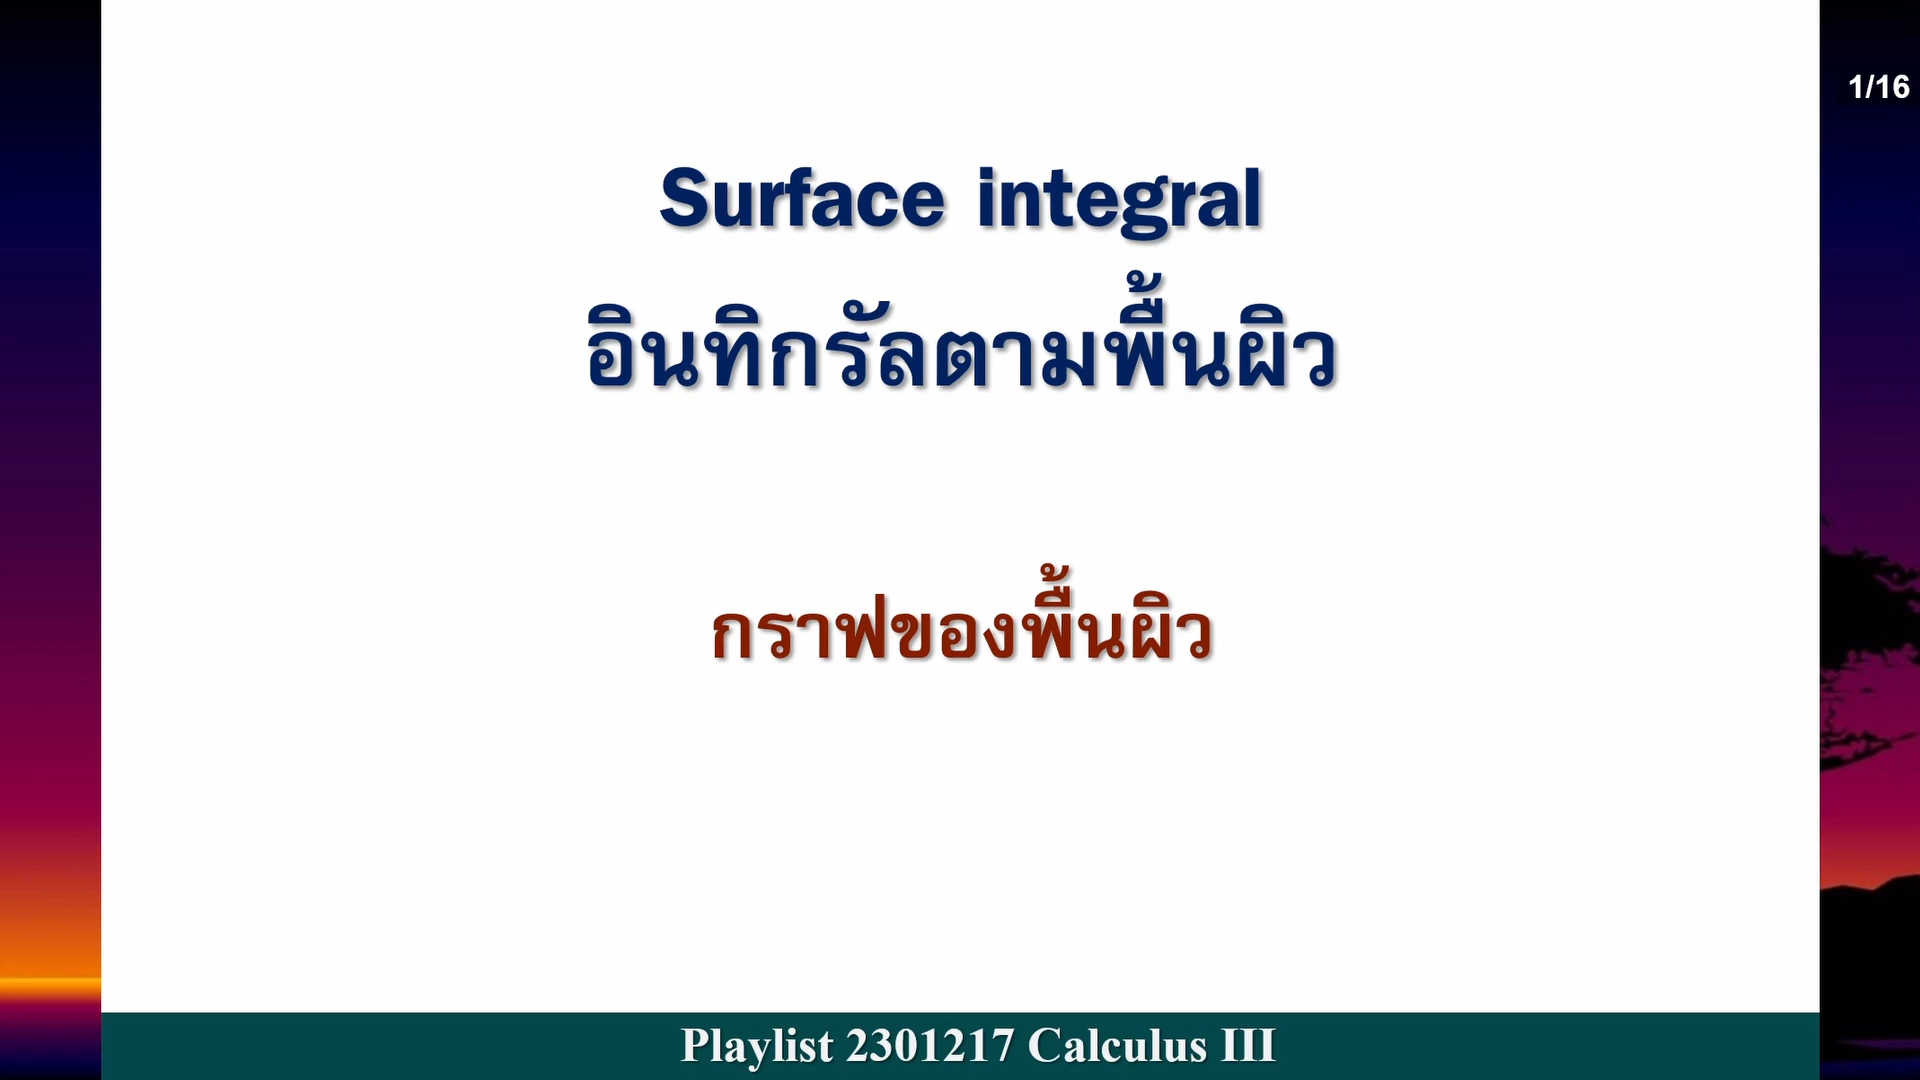 1/16
Surface integral
อินทิกรัลตามพื้นผิว
กราฟของพื้นผิว
Playlist 2301217 Calculus III